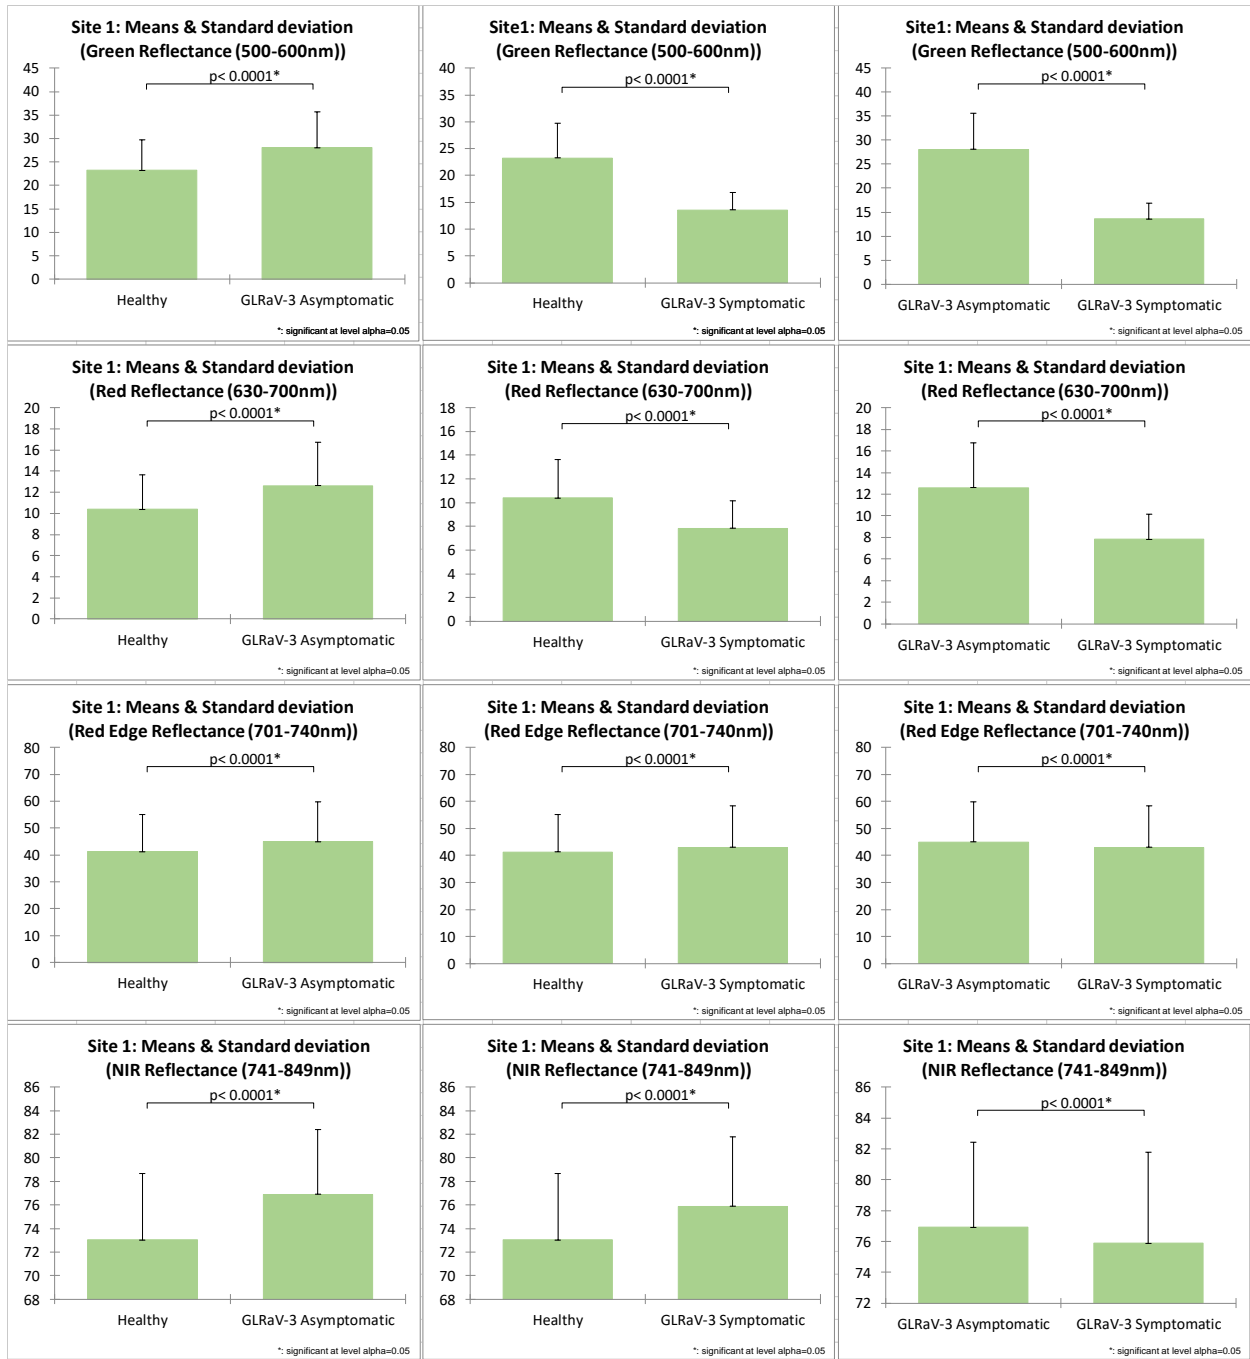 Site 1: Means & Standard deviation
(Green Reflectance (500-600nm))
45
40
35
30
25
20
15
10
5
0
p< 0.0001*
Healthy
GLRaV-3 Asymptomatic
*: significant at level alpha=0.05
Site1: Means & Standard deviation
(Green Reflectance (500-600nm))
40
35
30
25
20
15
10
5
0
p< 0.0001*
Healthy
GLRaV-3 Symptomatic
*: significant at level alpha=0.05
Site1: Means & Standard deviation
(Green Reflectance (500-600nm))
45
40
35
30
25
20
15
10
5
0
p< 0.0001*
GLRaV-3 Asymptomatic
GLRaV-3 Symptomatic
*: significant at level alpha=0.05
Site 1: Means & Standard deviation
(Red Reflectance (630-700nm))
20
18
16
14
12
10
8
6
4
2
0
p< 0.0001*
Healthy
GLRaV-3 Asymptomatic
*: significant at level alpha=0.05
Site 1: Means & Standard deviation
(Red Reflectance (630-700nm))
18
16
14
12
10
8
6
4
2
0
p< 0.0001*
Healthy
GLRaV-3 Symptomatic
*: significant at level alpha=0.05
Site 1: Means & Standard deviation
(Red Reflectance (630-700nm))
20
18
16
14
12
10
8
6
4
2
0
p< 0.0001*
GLRaV-3 Asymptomatic
GLRaV-3 Symptomatic
*: significant at level alpha=0.05
Site 1: Means & Standard deviation
(Red Edge Reflectance (701-740nm))
80
70
60
50
40
30
20
10
0
p< 0.0001*
Healthy
GLRaV-3 Asymptomatic
*: significant at level alpha=0.05
Site 1: Means & Standard deviation
(Red Edge Reflectance (701-740nm))
80
70
60
50
40
30
20
10
0
p< 0.0001*
Healthy
GLRaV-3 Symptomatic
*: significant at level alpha=0.05
Site 1: Means & Standard deviation
(Red Edge Reflectance (701-740nm))
80
70
60
50
40
30
20
10
0
p< 0.0001*
GLRaV-3 Asymptomatic
GLRaV-3 Symptomatic
*: significant at level alpha=0.05
Site 1: Means & Standard deviation
(NIR Reflectance (741-849nm))
86
84
82
80
78
76
74
72
70
68
p< 0.0001*
Healthy
GLRaV-3 Asymptomatic
*: significant at level alpha=0.05
Site 1: Means & Standard deviation
(NIR Reflectance (741-849nm))
86
84
82
80
78
76
74
72
70
68
p< 0.0001*
Healthy
GLRaV-3 Symptomatic
*: significant at level alpha=0.05
Site 1: Means & Standard deviation
(NIR Reflectance (741-849nm))
86
84
82
80
78
76
74
72
p< 0.0001*
GLRaV-3 Asymptomatic
GLRaV-3 Symptomatic
*: significant at level alpha=0.05